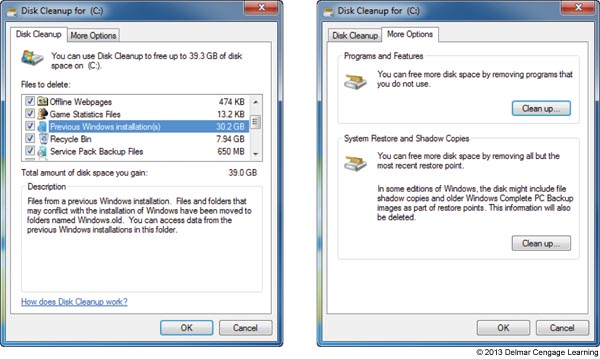 Disk Cleanup for (C:)
Disk Cleanup
More Options
You can use Disk Cleanup to free up to 39.3 GB of disk
space on (C:).
Files to delete:
Offline Webpages 474 KB
Game Statistics Files 13.2 KB
Previous Windows installation(s) 30.2 GB
Recycle Bin 7.94 GB
Service Pack Backup Files 650 MB
Total amount of disk space you gain: 39.0 GB
Description
Files from a previous Windows installation. Files and folders that
may conflict with the installation of Windows have been moved to
folders named Windows.old. You can access data from the
previous Windows installations in this folder.
How does Disk Cleanup work?
OK
Cancel
Disk Cleanup for (C:)
Disk Cleanup
More Options
Programs and Features
You can free more disk space by removing programs that
you do not use.
Clean up...
System Restore and Shadow Copies
You can free more disk space by removing all but the
most recent restore point.
In some editions of Windows, the disk might include file
shadow copies and older Windows Complete PC Backup
images as part of restore points. This information will also
be deleted.
Clean up...
OK
Cancel
© 2013 Delmar Cengage Learning